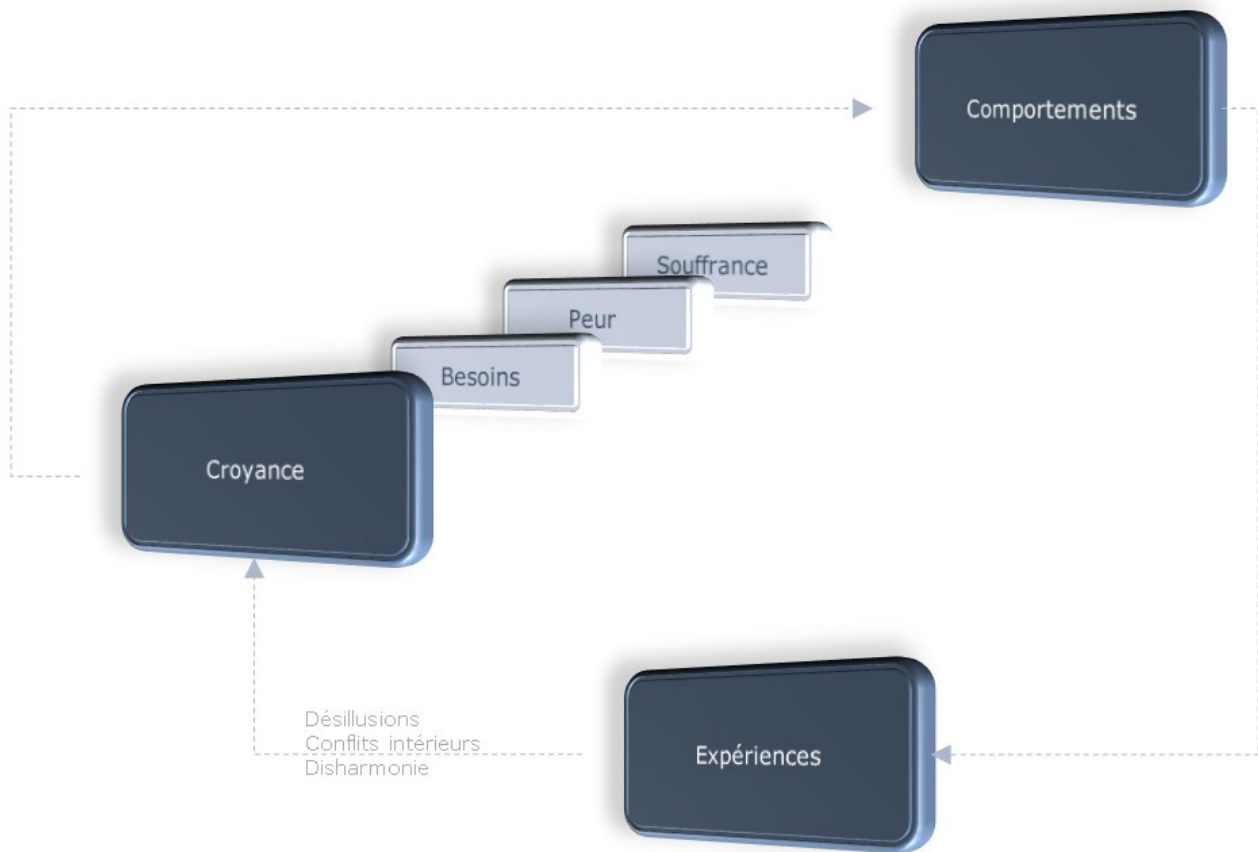 Comportements
Souffrance
Peur
Besoins
Croyance
Désillusions
Conflits intérieurs
Disharmonie
Expériences